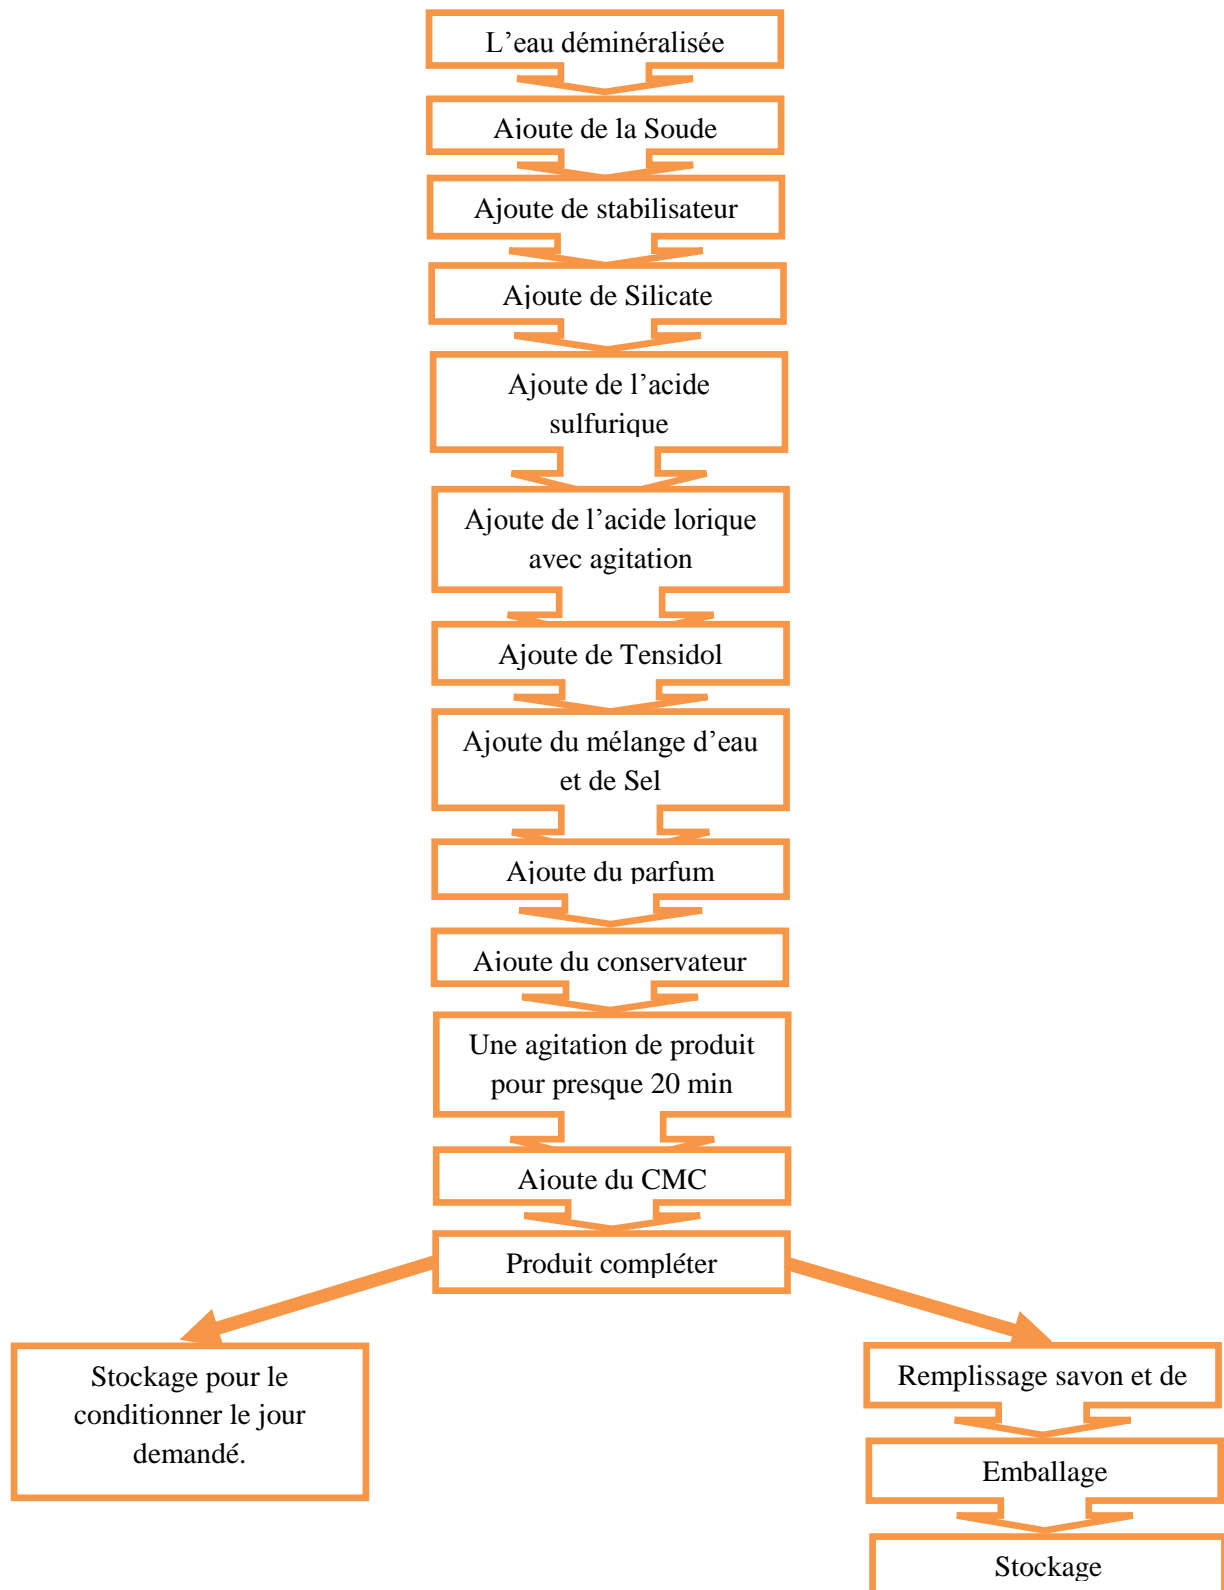 L’eau déminéralisée
Ajoute de la Soude
Ajoute de stabilisateur
Ajoute de Silicate
Ajoute de l’acide
sulfurique
Ajoute de l’acide lorique
avec agitation
Ajoute de Tensidol
Ajoute du mélange d’eau
et de Sel
Ajoute du parfum
Ajoute du conservateur
Une agitation de produit
pour presque 20 min
Ajoute du CMC
Produit compléter
Stockage pour le
conditionner le jour
demandé.
Remplissage savon et de
Emballage
Stockage